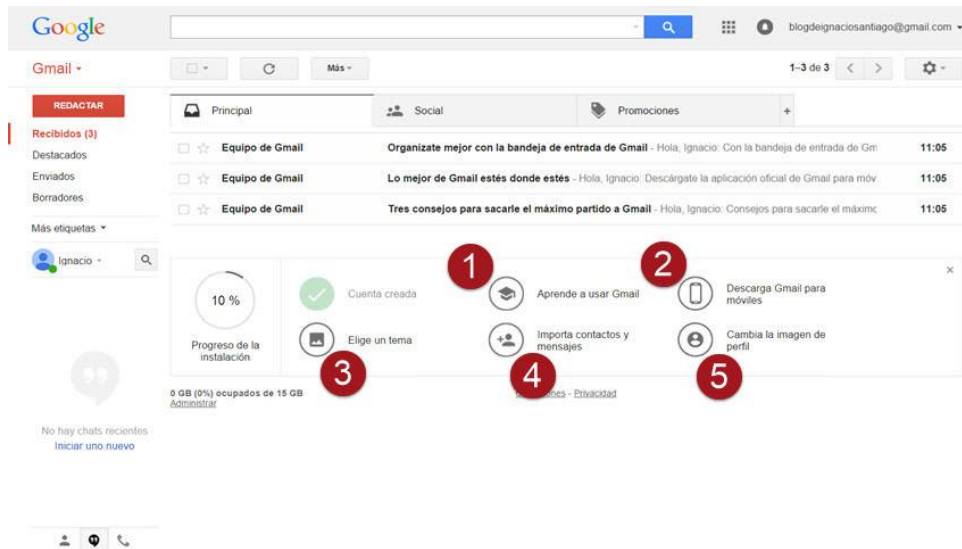 Google
blogdeignaciosantiago@gmail.com
Gmail
Más
1–3 de 3
REDACTAR
Principal
Social
Promociones
+
Recibidos (3)
Destacados
Enviados
Borradores
Más etiquetas
Ignacio
Equipo de Gmail Organízate mejor con la bandeja de entrada de Gmail - Hola, Ignacio: Con la bandeja de entrada de Gm 11:05
Equipo de Gmail Lo mejor de Gmail estés donde estés - Hola, Ignacio: Descárgate la aplicación oficial de Gmail para móv 11:05
Equipo de Gmail Tres consejos para sacarle el máximo partido a Gmail - Hola, Ignacio: Consejos para sacarle el máximo 11:05
10 %
Progreso de la
instalación
Cuenta creada
1
Aprende a usar Gmail
2
Descarga Gmail para
móviles
Elige un tema
3
Importa contactos y
mensajes
4
Cambia la imagen de
perfil
5
0 GB (0%) ocupados de 15 GB
Administrar
- Privacidad
No hay chats recientes
Iniciar uno nuevo